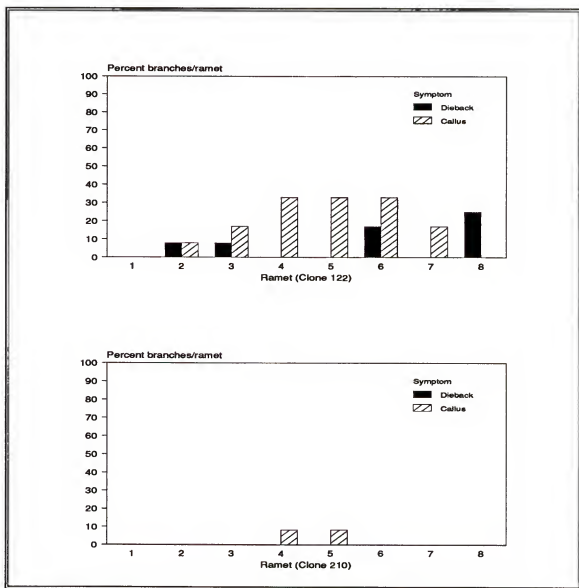 Percent branches/ramet
100
90
80
70
60
50
40
30
20
10
0
Symptom
Dieback
Callus
1 2 3 4 5 6 7 8
Ramet (Clone 122)
Percent branches/ramet
100
90
80
70
60
50
40
30
20
10
0
Symptom
Dieback
Callus
1 2 3 4 5 6 7 8
Ramet (Clone 210)